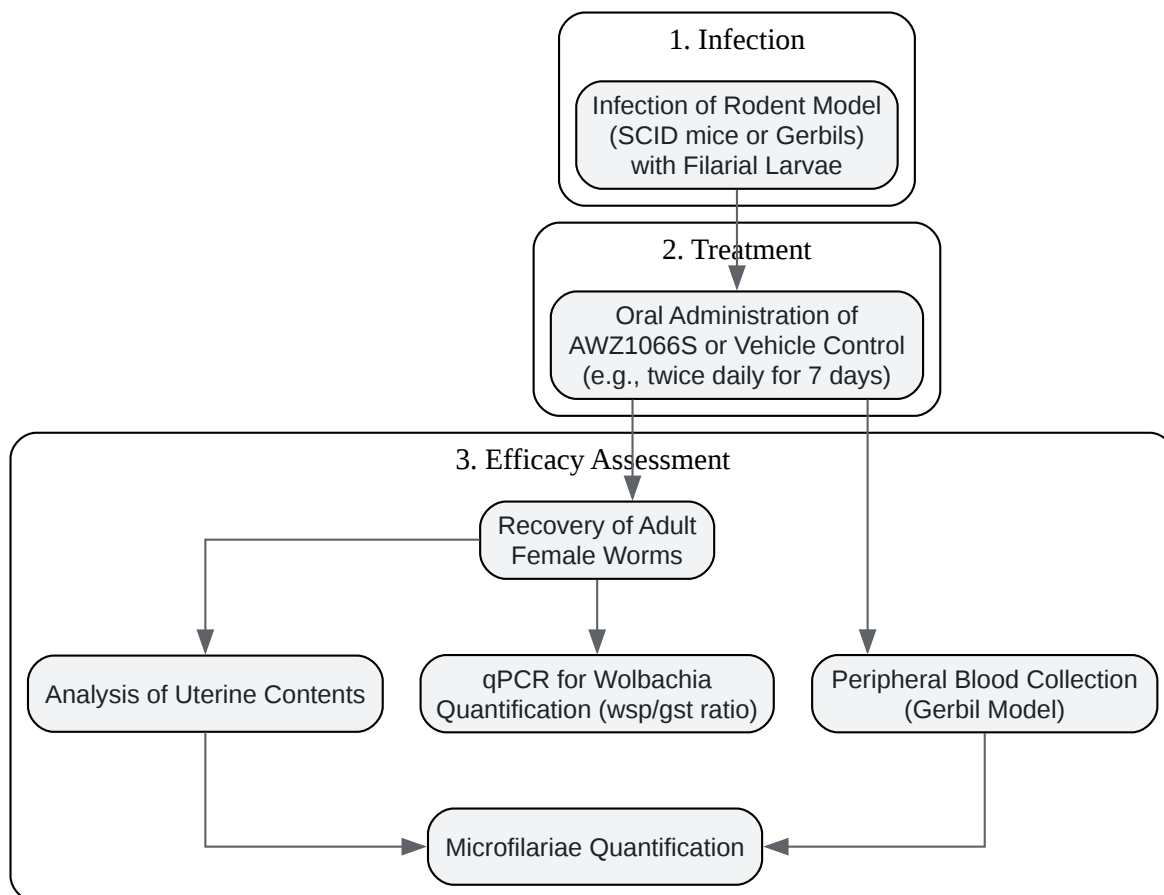 1. Infection
Infection of Rodent Model
(SCID mice or Gerbils)
with Filarial Larvae
2. Treatment
Oral Administration of
AWZ1066S or Vehicle Control
(e.g., twice daily for 7 days)
3. Efficacy Assessment
Recovery of Adult
Female Worms
Analysis of Uterine Contents
qPCR for Wolbachia
Quantification (wsp/gst ratio)
Peripheral Blood Collection
(Gerbil Model)
Microfilariae Quantification